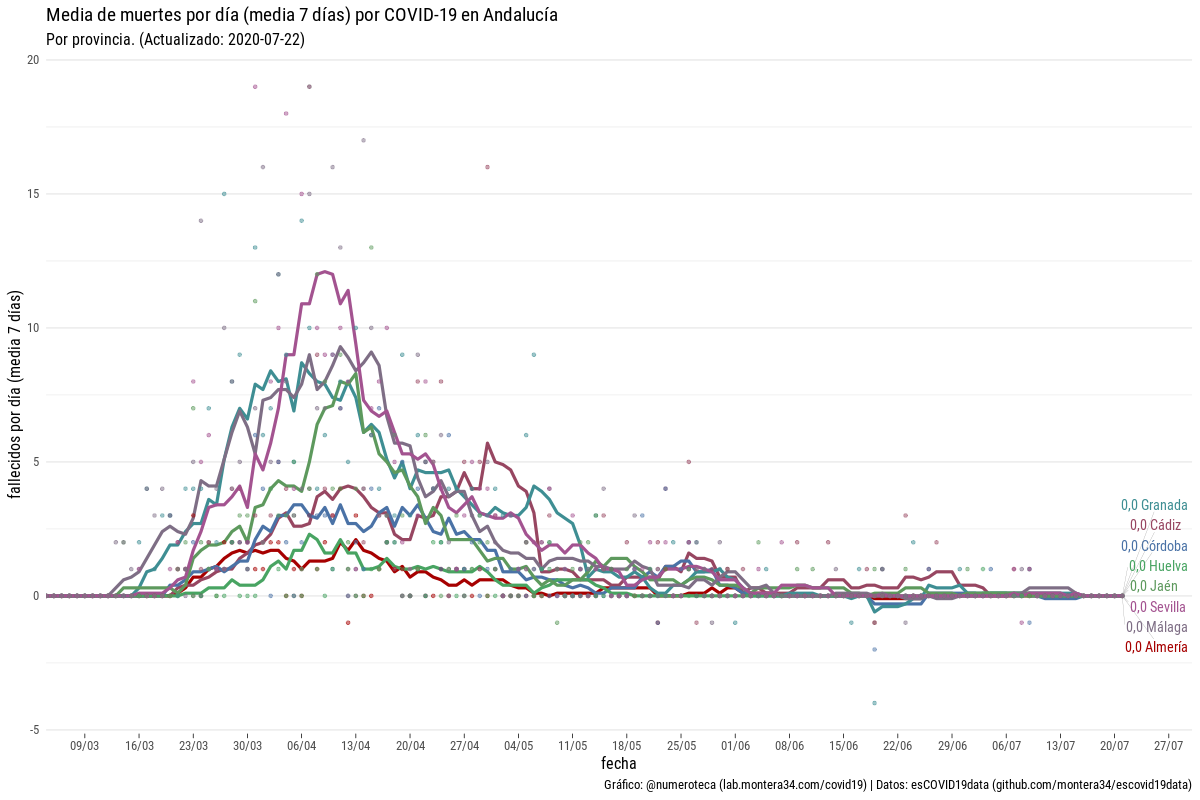 Media de muertes por día (media 7 días) por COVID-19 en Andalucía
Por provincia. (Actualizado: 2020-07-22)
fallecidos por día (media 7 días)
20
15
10
5
0
-5
0,0 Granada
0,0 Cádiz
0,0 Córdoba
0,0 Huelva
0,0 Jaén
0,0 Sevilla
0,0 Málaga
0,0 Almería
09/03 16/03 23/03 30/03 06/04 13/04 20/04 27/04 04/05 11/05 18/05 25/05 01/06 08/06 15/06 22/06 29/06 06/07 13/07 20/07 27/07
fecha
Gráfico: @numeroteca (lab.montera34.com/covid19) | Datos: esCOVID19data (github.com/montera34/escovid19data)